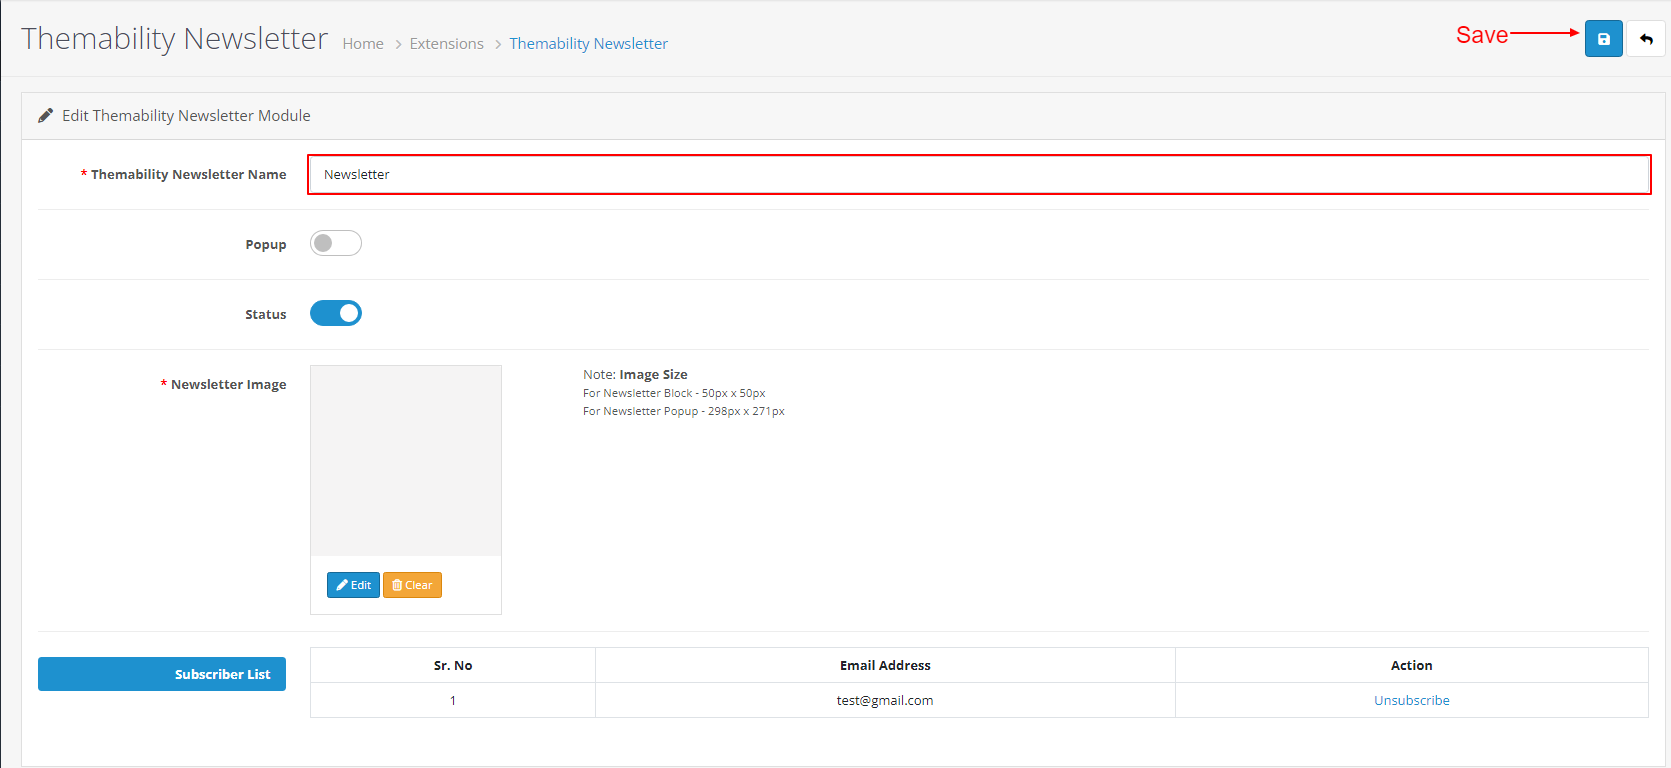 Themability Newsletter Home > Extensions > Themability Newsletter Save
Edit Themability Newsletter Module
* Themability Newsletter Name Newsletter
Popup
Status
* Newsletter Image Note: Image Size
For Newsletter Block - 50px x 50px
For Newsletter Popup - 298px x 271px
Edit Clear
Subscriber List Sr. No Email Address Action
1 test@gmail.com Unsubscribe